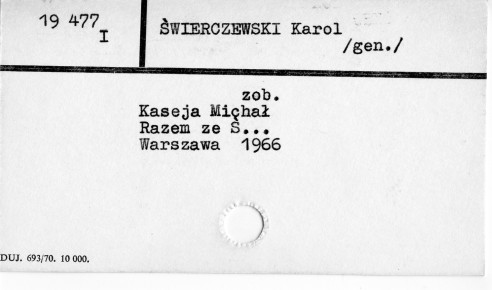 19 477
I
ŚWIERCZEWSKI Karol
/gen./
zob.
Kaseja Michał
Razem ze Ś...
Warszawa 1966
DUJ. 693/70. 10 000.